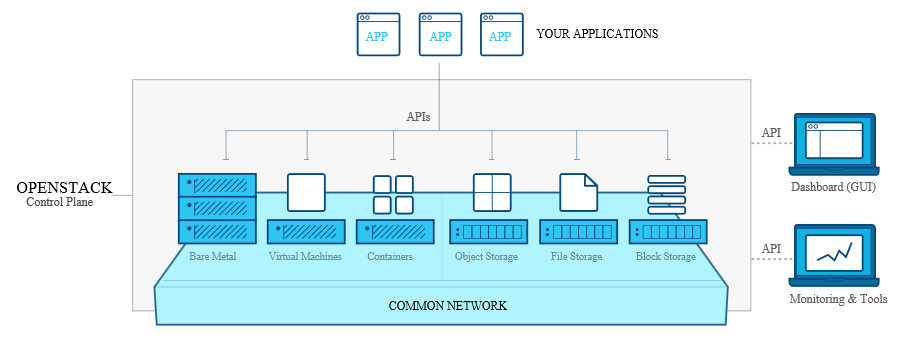 APP
APP
APP
YOUR APPLICATIONS
APIs
API
Dashboard (GUI)
OPENSTACK
Control Plane
Bare Metal
Virtual Machines
Containers
Object Storage
File Storage
Block Storage
API
Monitoring & Tools
COMMON NETWORK